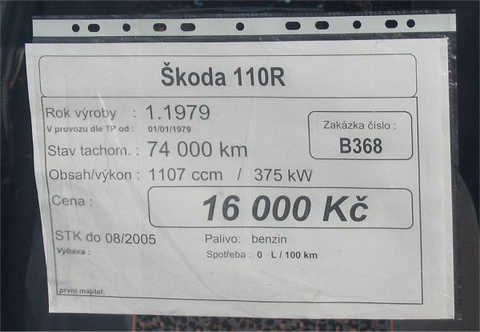 Škoda 110R
Rok výroby : 1.1979
V provozu dle TP od : 01/01/1979
Zakázka číslo :
B368
Stav tachom. : 74 000 km
Obsah/výkon : 1107 ccm / 375 kW
Cena : 16 000 Kč
STK do 08/2005 Palivo: benzin
Výbava : Spotřeba : 0 L / 100 km
první majitel: